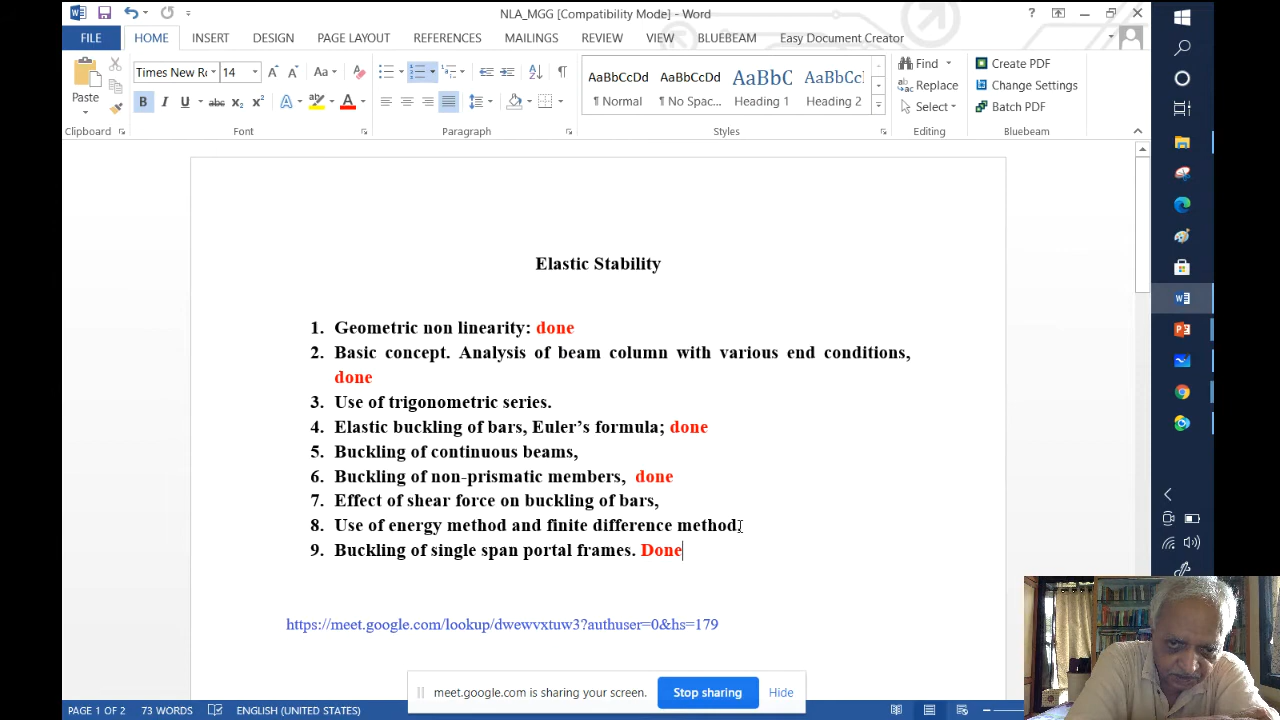 NLA_MGG [Compatibility Mode] - Word
?
FILE HOME INSERT DESIGN PAGE LAYOUT REFERENCES MAILINGS REVIEW VIEW BLUEBEAM Easy Document Creator
Times New Ro 14 Aa
Paste
B I U abc X₂ X² A A
AaBbCcDd AaBbCcDd AaBbC AaBbCcl
¶ Normal ¶ No Spac... Heading 1 Heading 2
Find
Replace
Select
Create PDF
Change Settings
Batch PDF
Clipboard Font Paragraph Styles Editing Bluebeam
Elastic Stability
1. Geometric non linearity: done
2. Basic concept. Analysis of beam column with various end conditions,
done
3. Use of trigonometric series.
4. Elastic buckling of bars, Euler’s formula; done
5. Buckling of continuous beams,
6. Buckling of non-prismatic members, done
7. Effect of shear force on buckling of bars,
8. Use of energy method and finite difference method.
9. Buckling of single span portal frames. Done
https://meet.google.com/lookup/dwewvxtuw3?authuser=0&hs=179
meet.google.com is sharing your screen. Stop sharing Hide
PAGE 1 OF 2 73 WORDS ENGLISH (UNITED STATES)